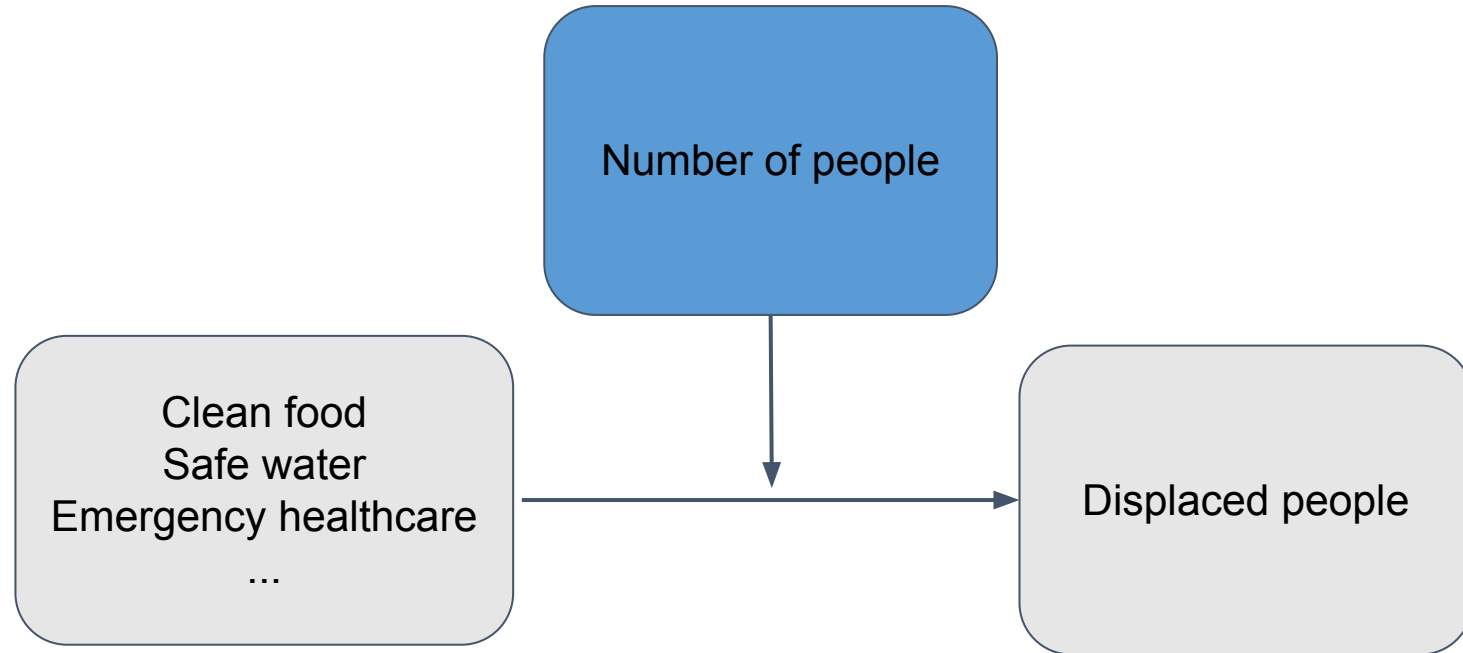 Number of people
Clean food
Safe water
Emergency healthcare
...
Displaced people